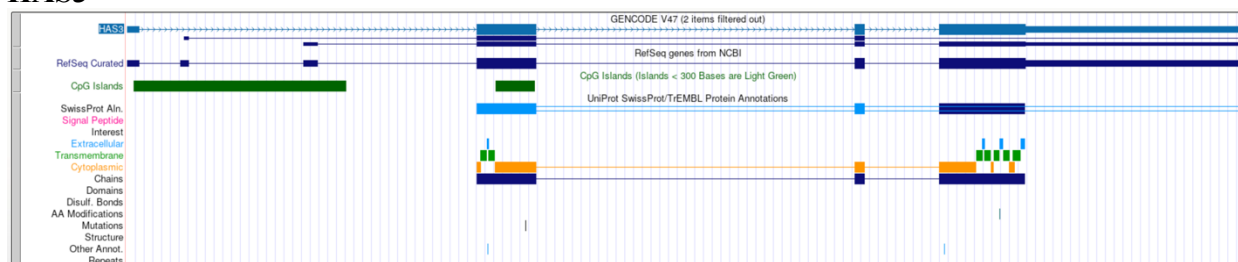 GENCODE V47 (2 items filtered out)
HAS3
RefSeq genes from NCBI
RefSeq Curated
CpG Islands (Islands < 300 Bases are Light Green)
CpG Islands
UniProt SwissProt/TrEMBL Protein Annotations
SwissProt Aln.
Signal Peptide
Interest
Extracellular
Transmembrane
Cytoplasmic
Chains
Domains
Disulf. Bonds
AA Modifications
Mutations
Structure
Other Annot.
Repeats